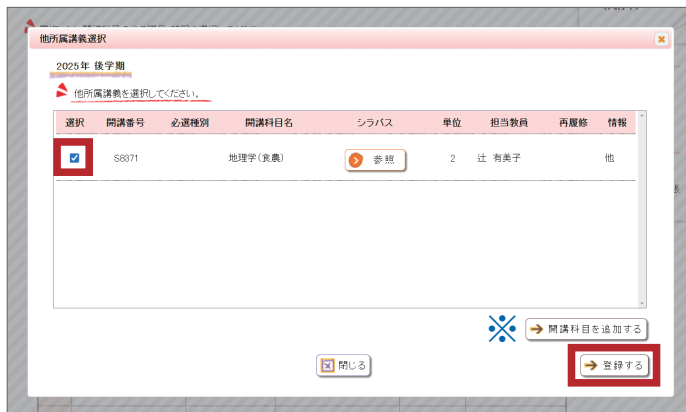 他所属講義選択
2025年 後学期
他所属講義を選択してください。
選択 開講番号 必選種別 開講科目名 シラバス 単位 担当教員 再履修 情報
S8371 地理学(食農) 参照 2 辻 有美子 他
※ 開講科目を追加する
閉じる 登録する